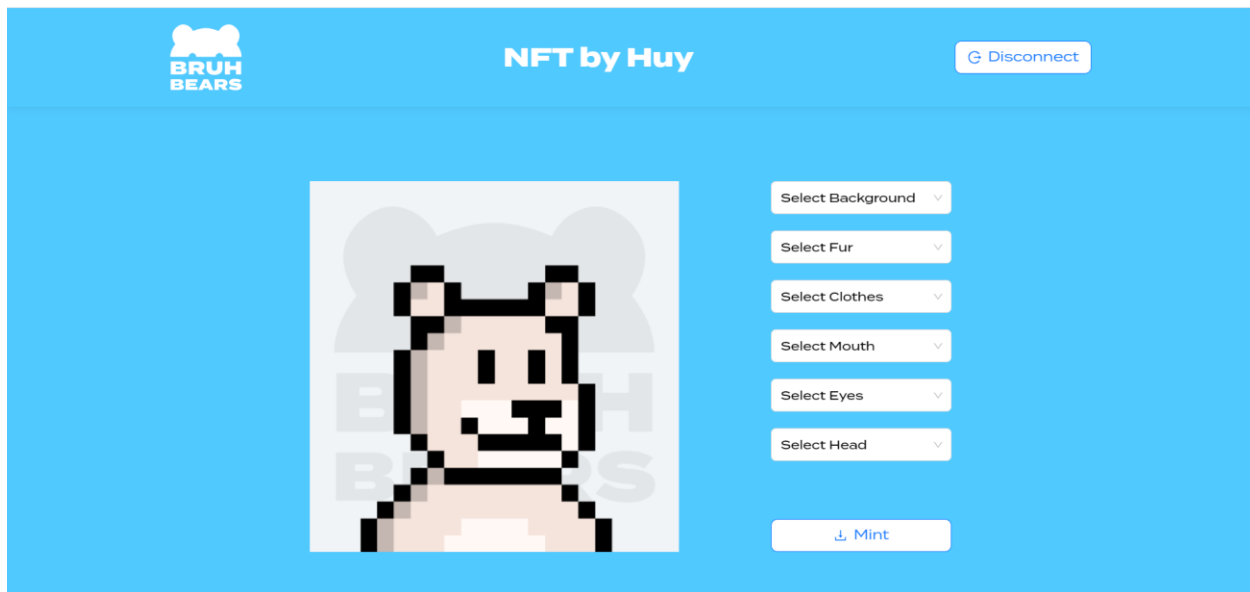 BRUH
BEARS
NFT by Huy
Disconnect
Select Background
Select Fur
Select Clothes
Select Mouth
Select Eyes
Select Head
Mint